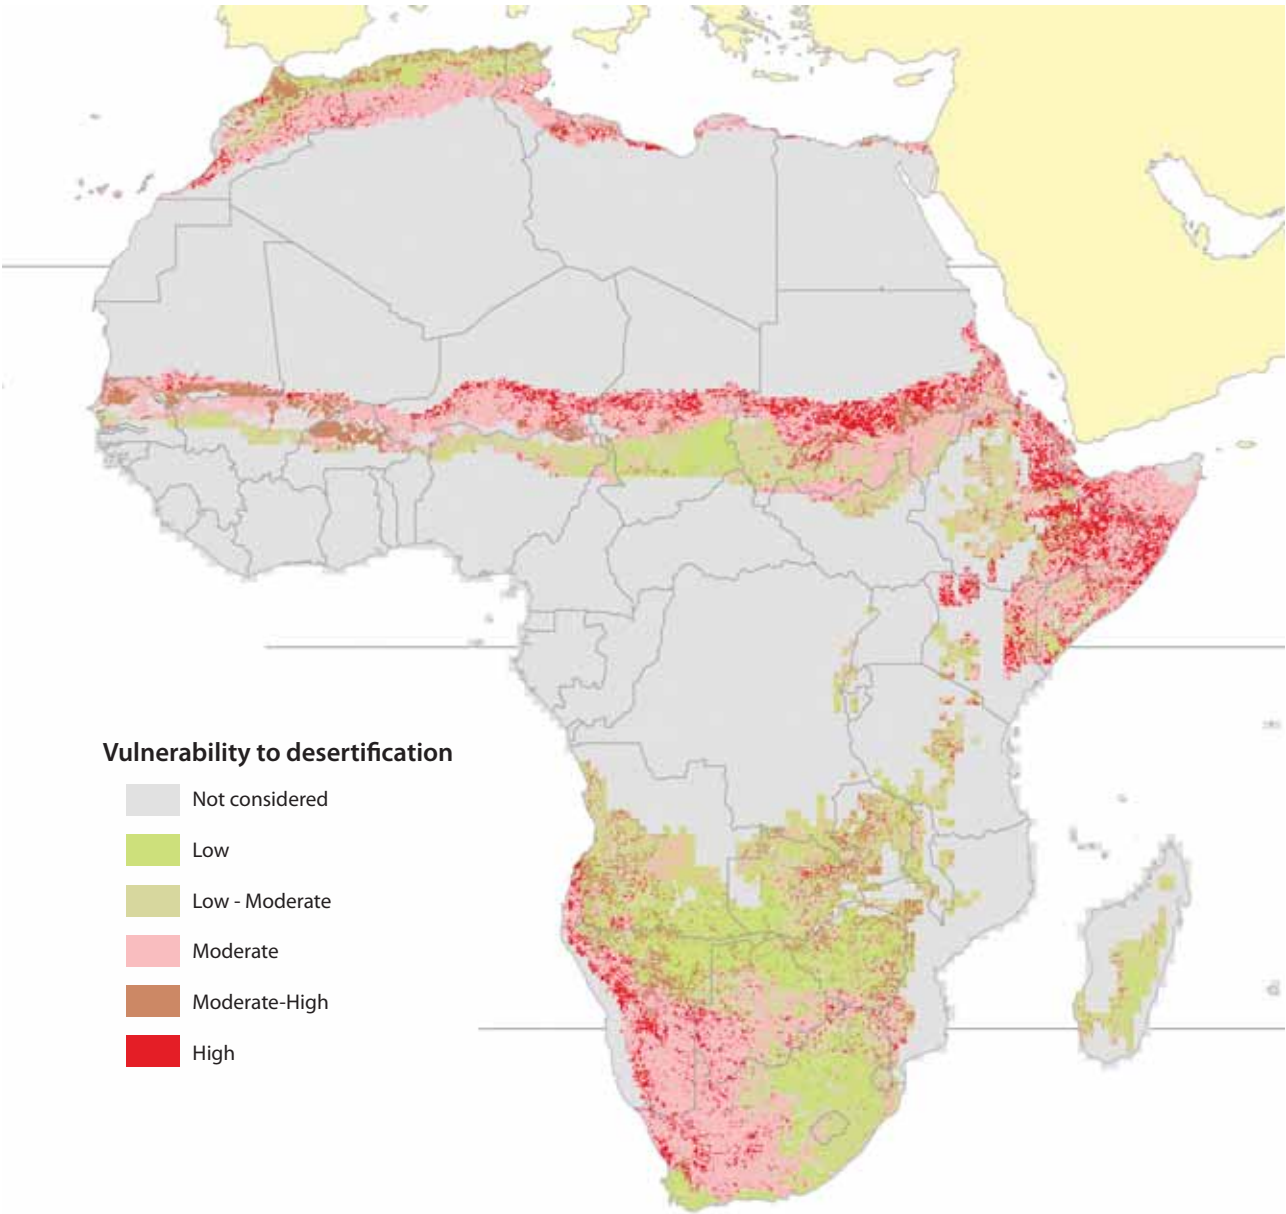 Vulnerability to desertification
Not considered
Low
Low - Moderate
Moderate
Moderate-High
High